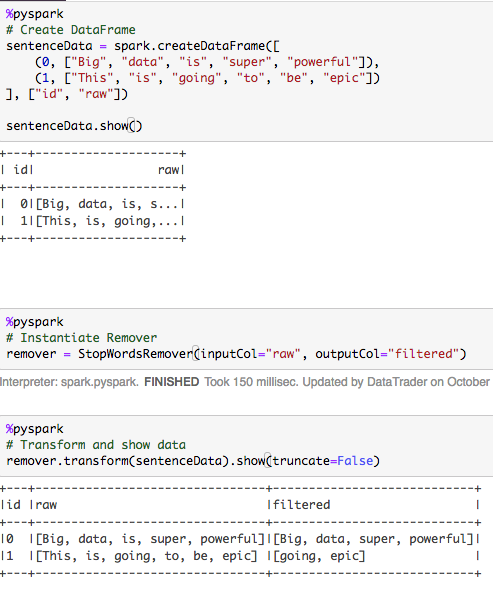 %pyspark
# Create DataFrame
sentenceData = spark.createDataFrame([
    (0, ["Big", "data", "is", "super", "powerful"]),
    (1, ["This", "is", "going", "to", "be", "epic"])
], ["id", "raw"])

sentenceData.show()
+---+--------------------+
| id|                 raw|
+---+--------------------+
|  0|[Big, data, is, s...|
|  1|[This, is, going,...|
+---+--------------------+
%pyspark
# Instantiate Remover
remover = StopWordsRemover(inputCol="raw", outputCol="filtered")
Interpreter: spark.pyspark. FINISHED Took 150 millisec. Updated by DataTrader on October
%pyspark
# Transform and show data
remover.transform(sentenceData).show(truncate=False)
+---+--------------------------------+----------------------------+
|id |raw                             |filtered                    |
+---+--------------------------------+----------------------------+
|0  |[Big, data, is, super, powerful]|[Big, data, super, powerful]|
|1  |[This, is, going, to, be, epic] |[going, epic]               |
+---+--------------------------------+----------------------------+